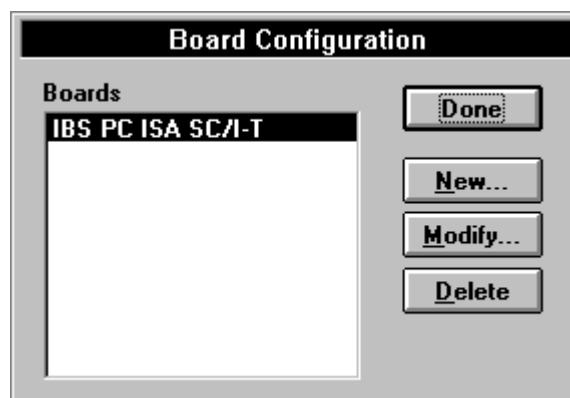 Board Configuration
Boards
IBS PC ISA SC/I-T
Done
New...
Modify...
Delete